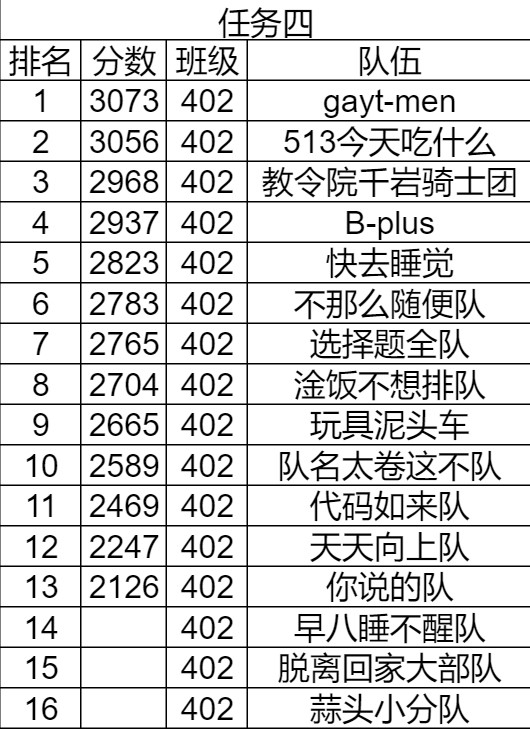 任务四
排名 分数 班级 队伍
1 3073 402 gayt-men
2 3056 402 513今天吃什么
3 2968 402 教令院千岩骑士团
4 2937 402 B-plus
5 2823 402 快去睡觉
6 2783 402 不那么随便队
7 2765 402 选择题全队
8 2704 402 淦饭不想排队
9 2665 402 玩具泥头车
10 2589 402 队名太卷这不队
11 2469 402 代码如来队
12 2247 402 天天向上队
13 2126 402 你说的队
14 402 早八睡不醒队
15 402 脱离回家大部队
16 402 蒜头小分队